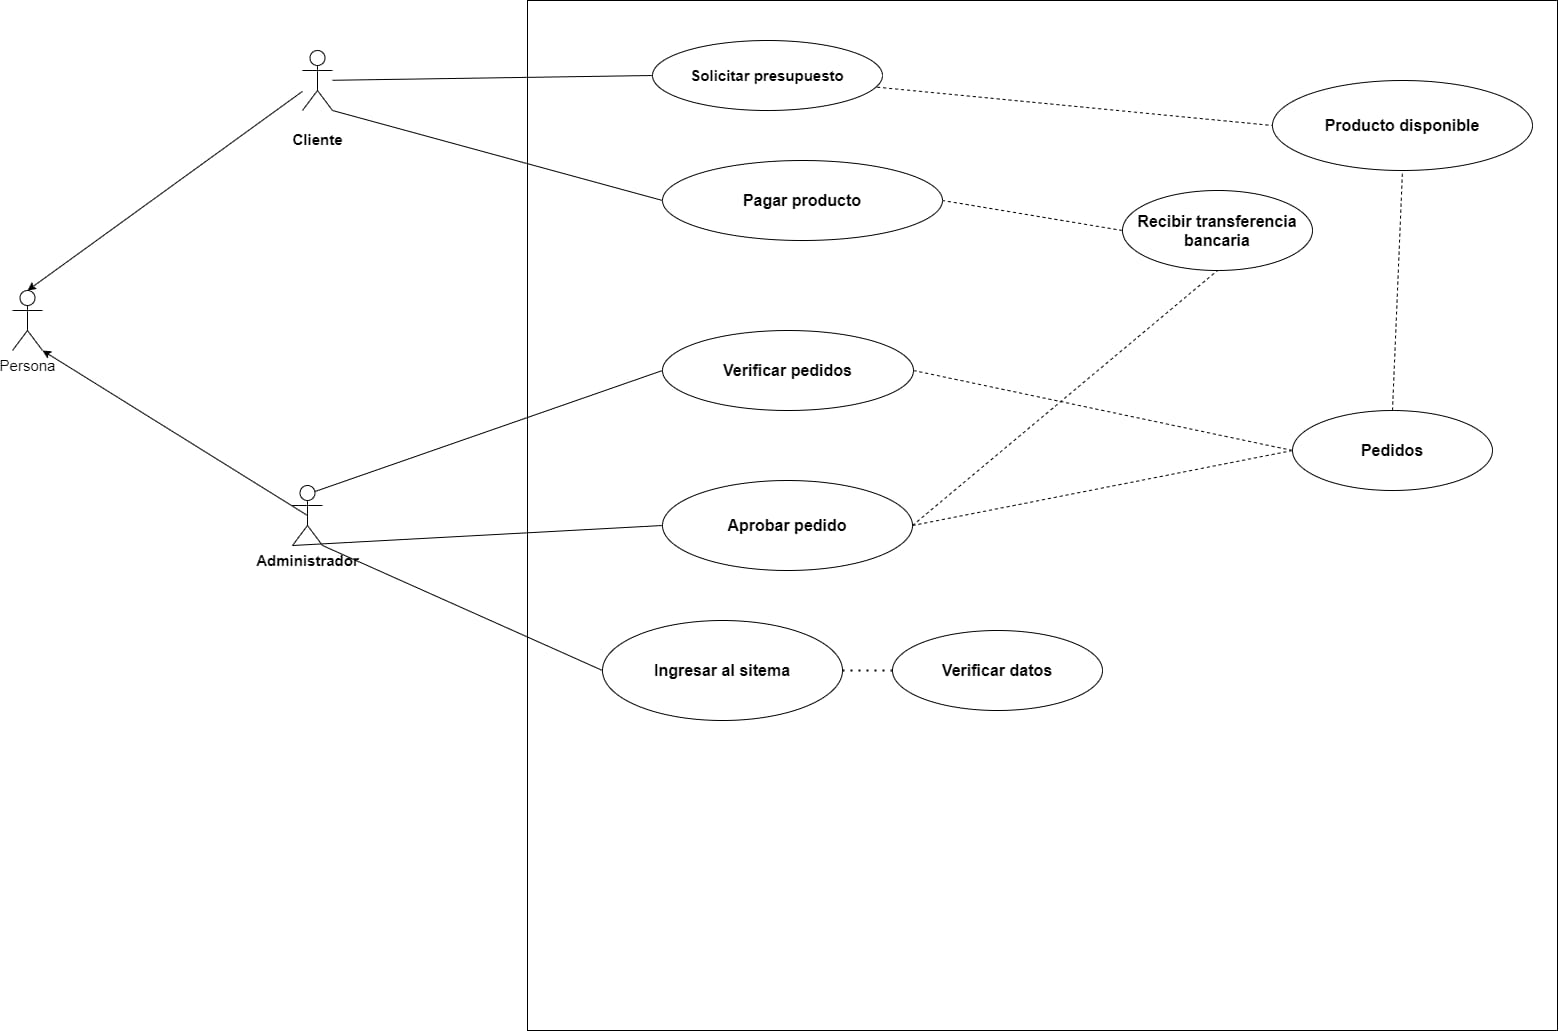 Solicitar presupuesto
Producto disponible
Cliente
Pagar producto
Recibir transferencia
bancaria
Persona
Verificar pedidos
Pedidos
Aprobar pedido
Administrador
Ingresar al sitema
Verificar datos